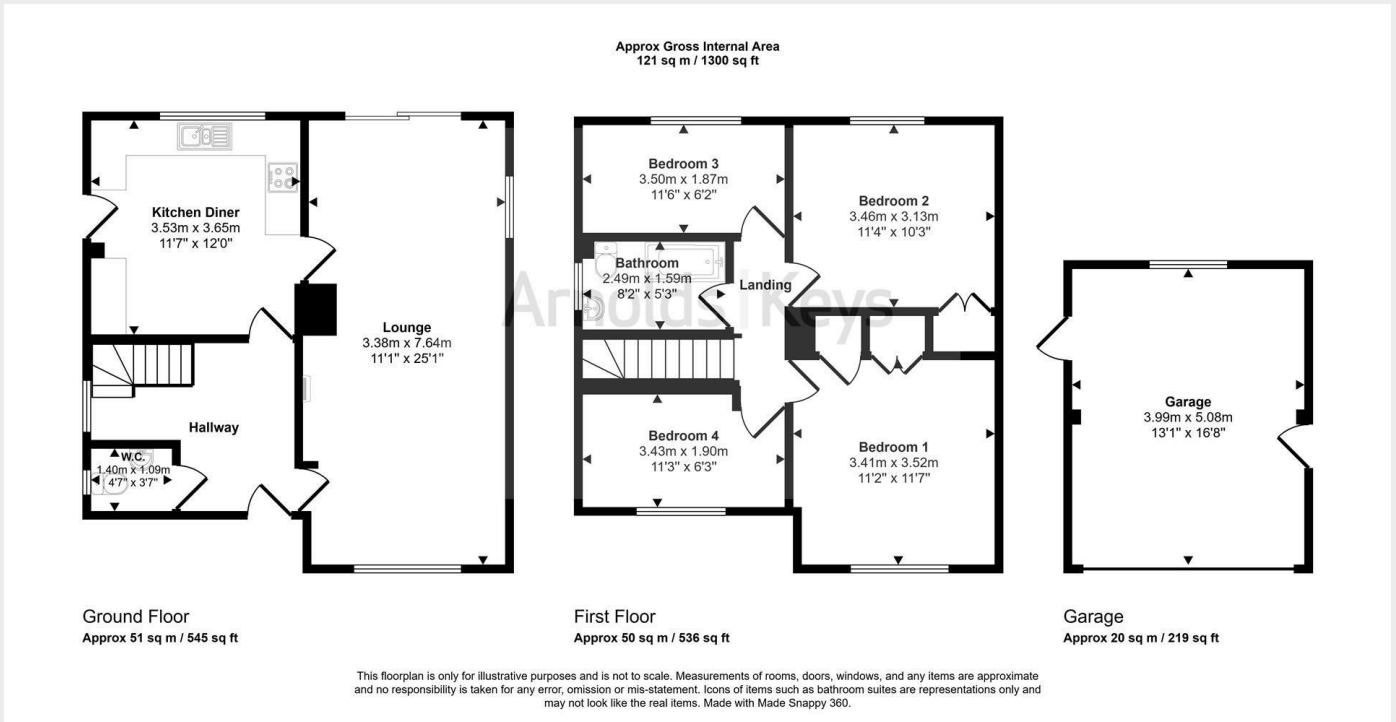 Approx Gross Internal Area
121 sq m / 1300 sq ft
Kitchen Diner
3.53m x 3.65m
11'7" x 12'0"
Lounge
3.38m x 7.64m
11'1" x 25'1"
Hallway
W.C.
1.40m x 1.09m
4'7" x 3'7"
Bedroom 3
3.50m x 1.87m
11'6" x 6'2"
Bedroom 2
3.46m x 3.13m
11'4" x 10'3"
Bathroom
2.49m x 1.59m
8'2" x 5'3"
Landing
Arnolds|Keys
Bedroom 4
3.43m x 1.90m
11'3" x 6'3"
Bedroom 1
3.41m x 3.52m
11'2" x 11'7"
Garage
3.99m x 5.08m
13'1" x 16'8"
Ground Floor
Approx 51 sq m / 545 sq ft
First Floor
Approx 50 sq m / 536 sq ft
Garage
Approx 20 sq m / 219 sq ft
This floorplan is only for illustrative purposes and is not to scale. Measurements of rooms, doors, windows, and any items are approximate
and no responsibility is taken for any error, omission or mis-statement. Icons of items such as bathroom suites are representations only and
may not look like the real items. Made with Made Snappy 360.